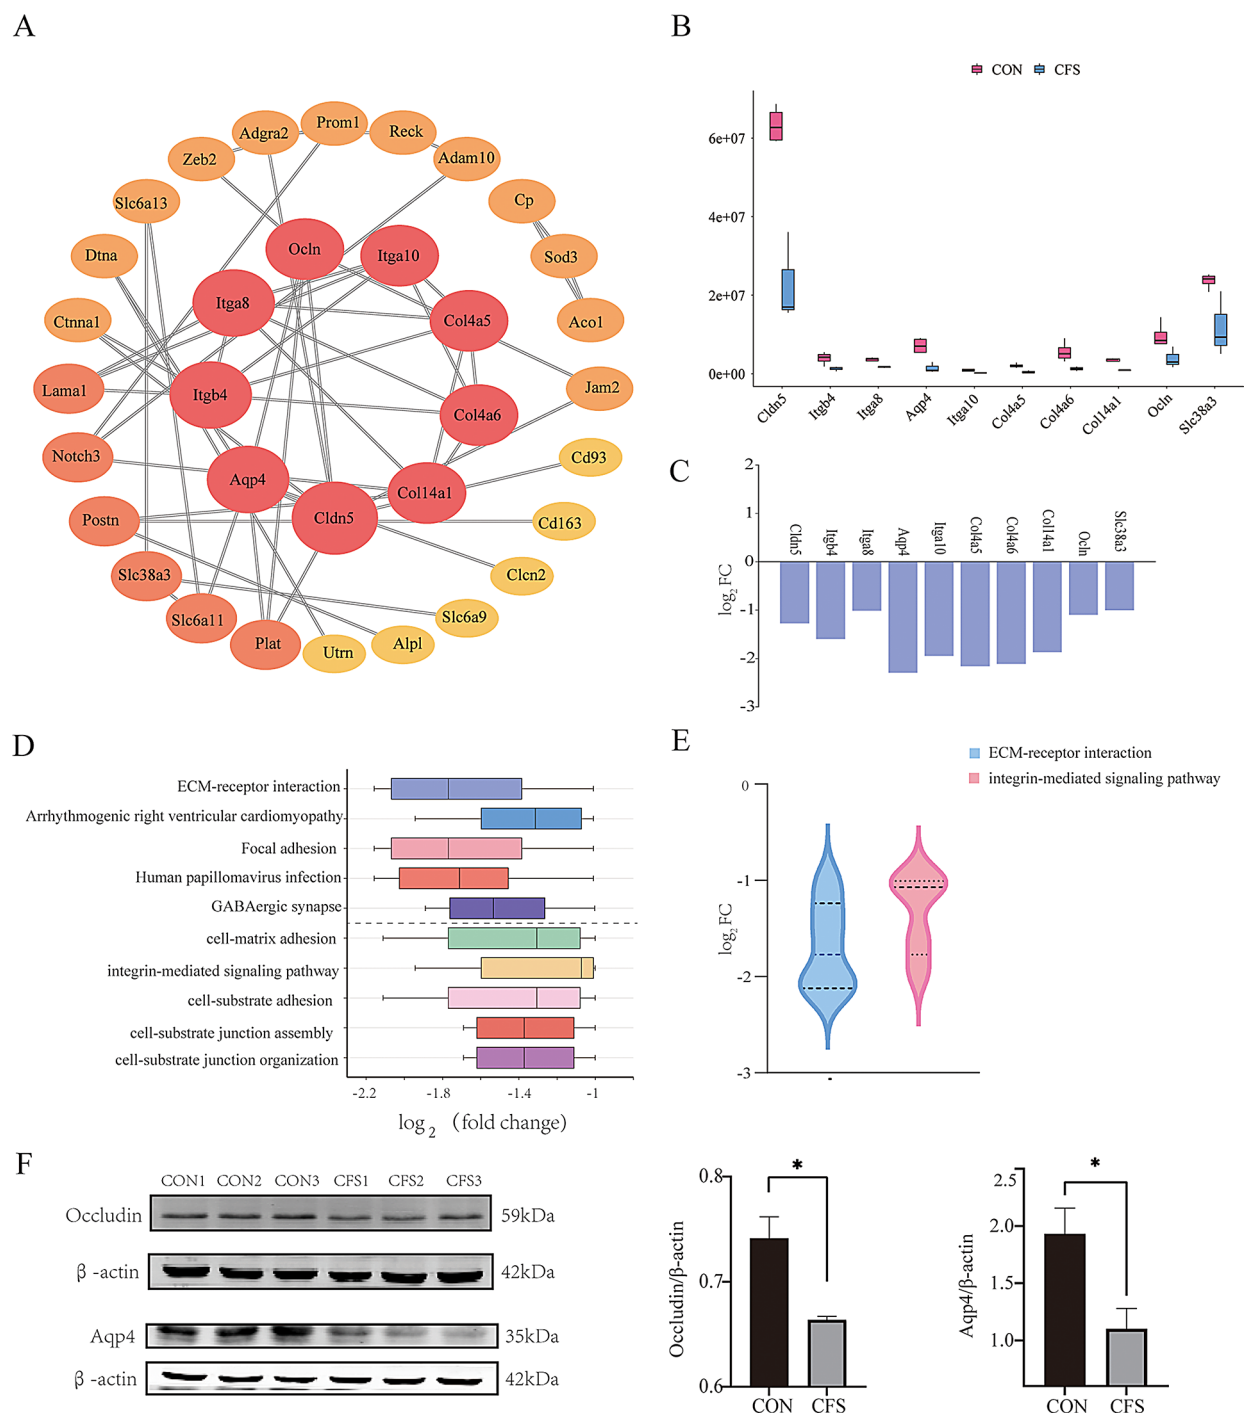 A
Prom1
Adgra2
Reck
Zeb2
Adam10
Slc6a13
Cp
Ocln
Itga10
Dtna
Sod3
Itga8
Ctnna1
Col4a5
Aco1
Lama1
Itgb4
Jam2
Col4a6
Notch3
Cd93
Aqp4
Col14a1
Postn
Cldn5
Cd163
Slc38a3
Clcn2
Slc6a11
Slc6a9
Plat
Utrn
Alpl
B
CON CFS
6e+07
4e+07
2e+07
0e+00
Cldn5 Itgb4 Itga8 Aqp4 Itga10 Col4a5 Col4a6 Col14a1 Ocln Slc38a3
C
log2 FC
2
0
-1
-2
-3
Cldn5 Itgb4 Itga8 Aqp4 Itga10 Col4a5 Col4a6 Col14a1 Ocln Slc38a3
D
ECM-receptor interaction
Arrhythmogenic right ventricular cardiomyopathy
Focal adhesion
Human papillomavirus infection
GABAergic synapse
cell-matrix adhesion
integrin-mediated signaling pathway
cell-substrate adhesion
cell-substrate junction assembly
cell-substrate junction organization
-2.2 -1.8 -1.4 -1
log2 (fold change)
E
ECM-receptor interaction
integrin-mediated signaling pathway
log2 FC
0
-1
-2
-3
F
CON1 CON2 CON3 CFS1 CFS2 CFS3
Occludin 59kDa
β -actin 42kDa
Aqp4 35kDa
β -actin 42kDa
Occludin/β-actin
0.8
0.7
0.6
*
CON CFS
Aqp4/β-actin
2.5
2.0
1.5
1.0
*
CON CFS